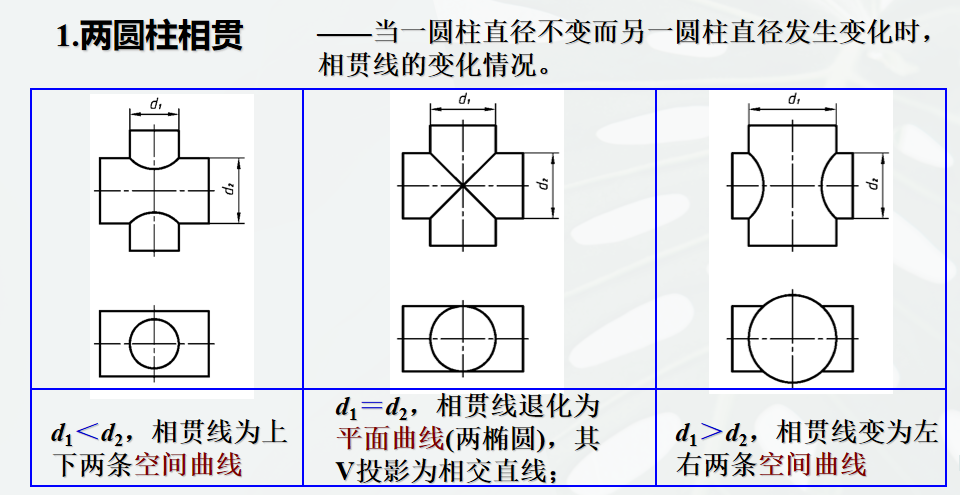 1.两圆柱相贯
——当一圆柱直径不变而另一圆柱直径发生变化时，
相贯线的变化情况。
d₁
d₂
d₁
d₂
d₁
d₂
d₁＜d₂，相贯线为上
下两条空间曲线
d₁＝d₂，相贯线退化为
平面曲线(两椭圆)，其
V投影为相交直线；
d₁＞d₂，相贯线变为左
右两条空间曲线